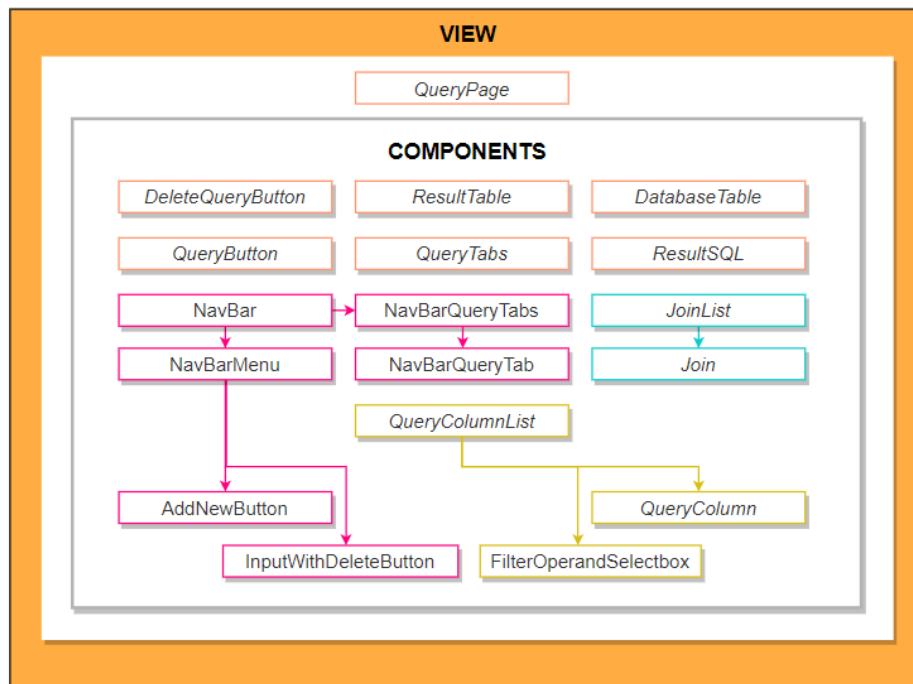 VIEW
QueryPage
COMPONENTS
DeleteQueryButton
ResultTable
DatabaseTable
QueryButton
QueryTabs
ResultSQL
NavBar
NavBarQueryTabs
JoinList
NavBarMenu
NavBarQueryTab
Join
QueryColumnList
AddNewButton
QueryColumn
InputWithDeleteButton
FilterOperandSelectbox